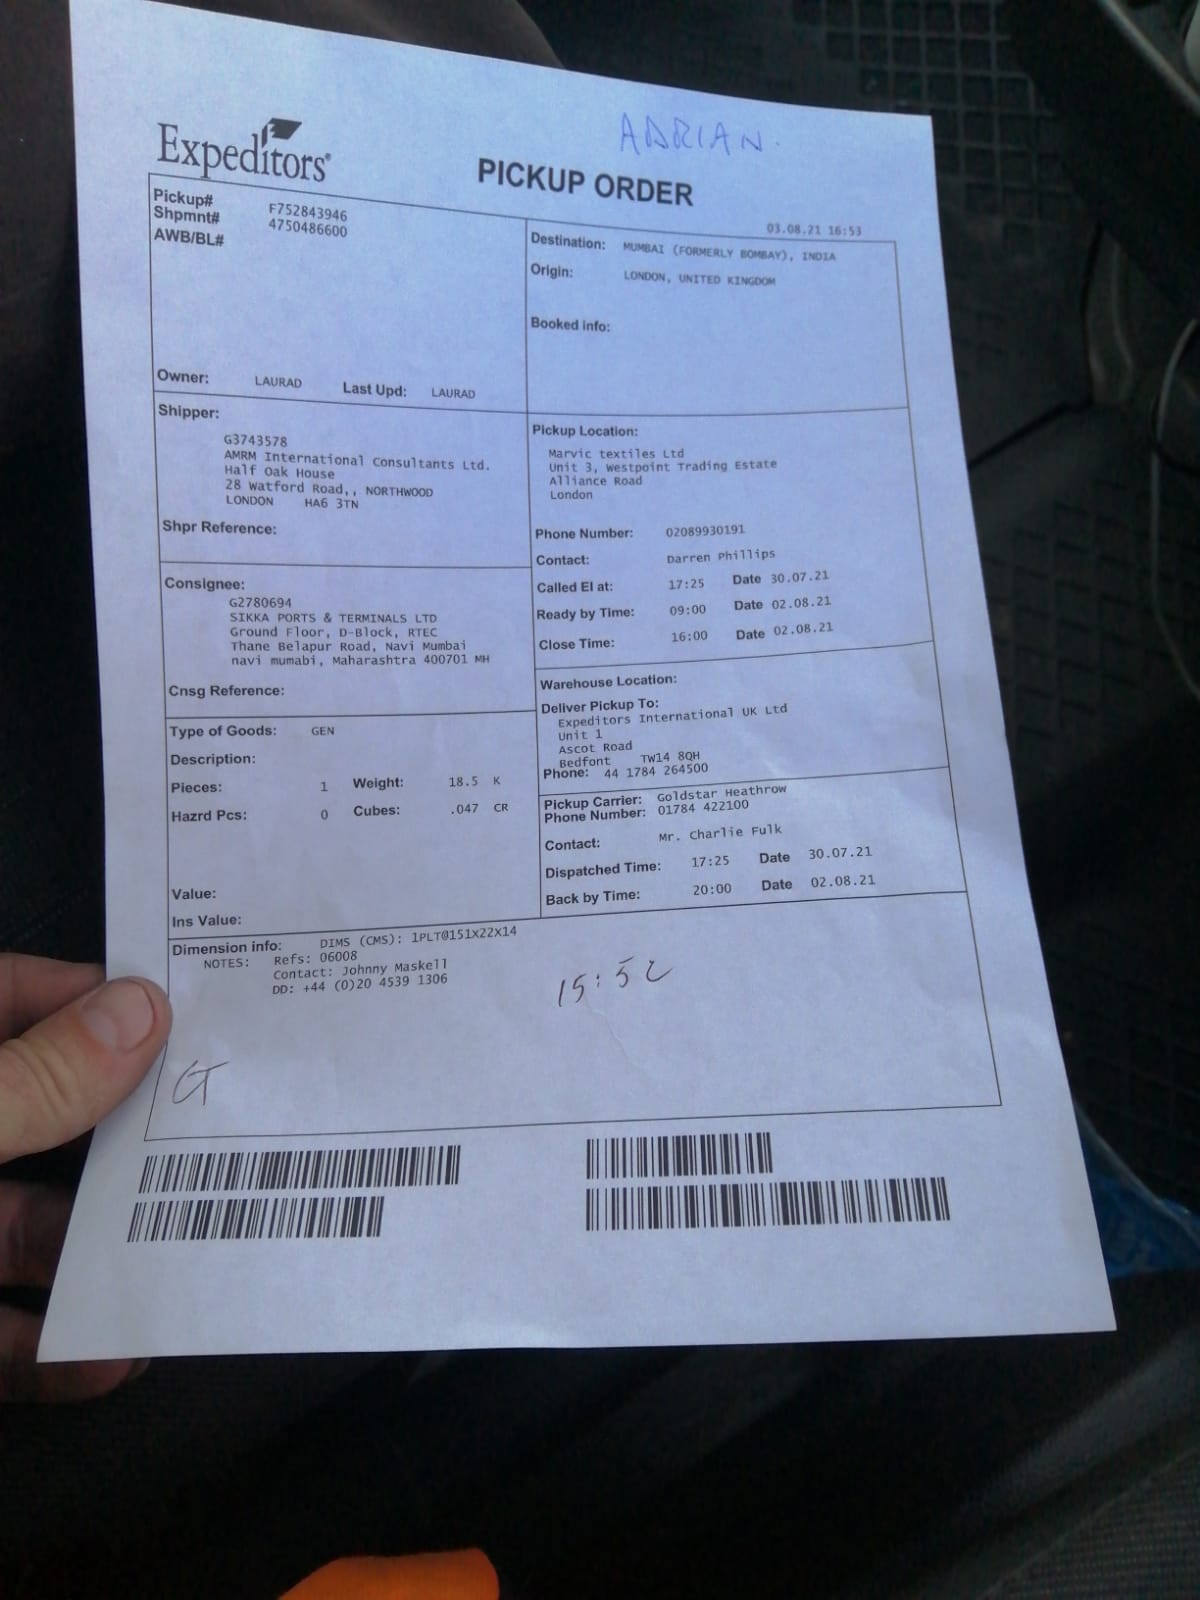 ADRIAN.
Expeditors®
PICKUP ORDER
03.08.21 16:53
Pickup# F752843946
Shpmnt# 4750486600
AWB/BL#
Owner: LAURAD Last Upd: LAURAD
Destination: MUMBAI (FORMERLY BOMBAY), INDIA
Origin: LONDON, UNITED KINGDOM
Booked info:
Shipper:
G3743578
AMRM International Consultants Ltd.
Half Oak House
28 Watford Road,, NORTHWOOD
LONDON HA6 3TN
Shpr Reference:
Pickup Location:
Marvic textiles Ltd
Unit 3, Westpoint Trading Estate
Alliance Road
London
Phone Number: 02089930191
Contact: Darren Phillips
Called EI at: 17:25 Date 30.07.21
Ready by Time: 09:00 Date 02.08.21
Close Time: 16:00 Date 02.08.21
Consignee:
G2780694
SIKKA PORTS & TERMINALS LTD
Ground Floor, D-Block, RTEC
Thane Belapur Road, Navi Mumbai
navi mumabi, Maharashtra 400701 MH
Cnsg Reference:
Warehouse Location:
Deliver Pickup To:
Expeditors International UK Ltd
Unit 1
Ascot Road
Bedfont TW14 8QH
Phone: 44 1784 264500
Type of Goods: GEN
Description:
Pieces: 1 Weight: 18.5 K
Hazrd Pcs: 0 Cubes: .047 CR
Value:
Ins Value:
Pickup Carrier: Goldstar Heathrow
Phone Number: 01784 422100
Contact: Mr. Charlie Fulk
Dispatched Time: 17:25 Date 30.07.21
Back by Time: 20:00 Date 02.08.21
Dimension info: DIMS (CMS): 1PLT@151X22X14
NOTES: Refs: 06008
Contact: Johnny Maskell
DD: +44 (0)20 4539 1306
15:52